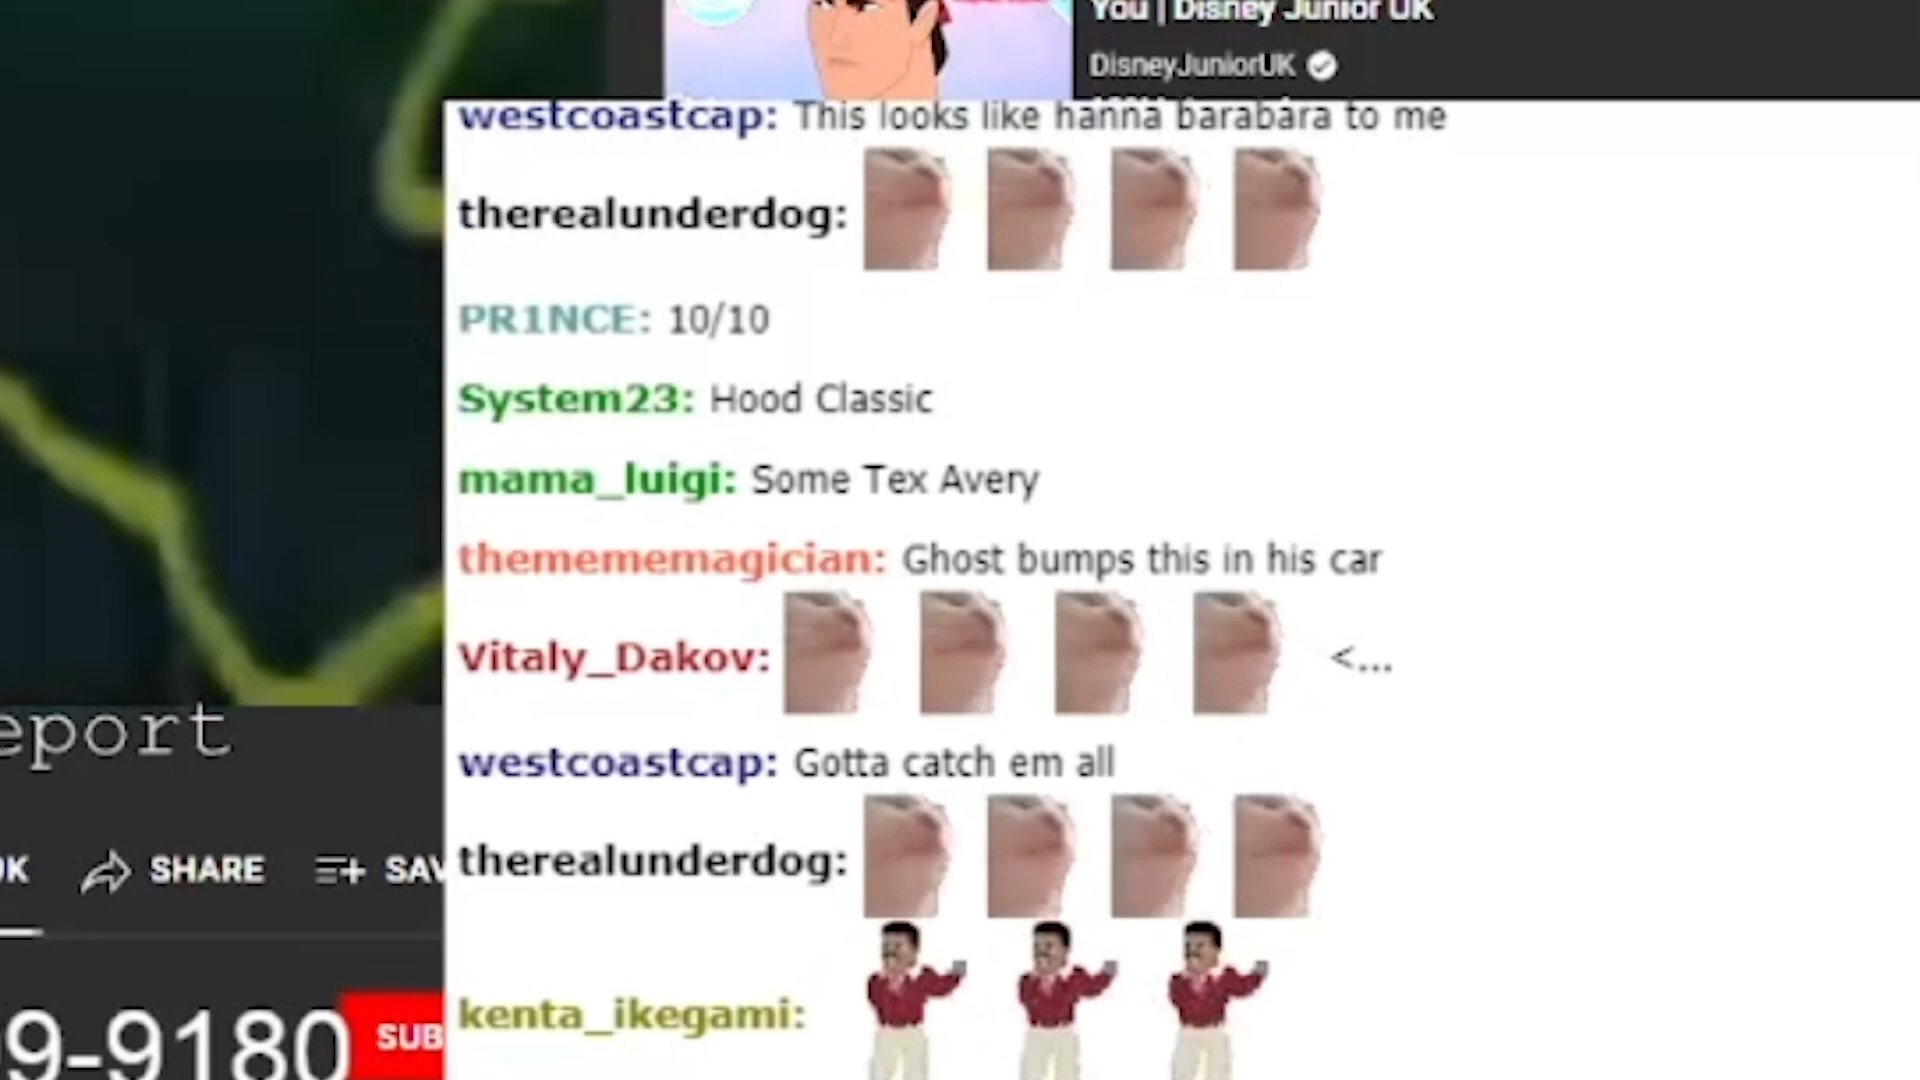 You | Disney Junior UK
DisneyJuniorUK
westcoastcap: This looks like hanna barabara to me
therealunderdog:
PR1NCE: 10/10
System23: Hood Classic
mama_luigi: Some Tex Avery
themememagician: Ghost bumps this in his car
Vitaly_Dakov: <...
westcoastcap: Gotta catch em all
therealunderdog:
kenta_ikegami:
eport
SHARE
SAV
9-9180
SUB